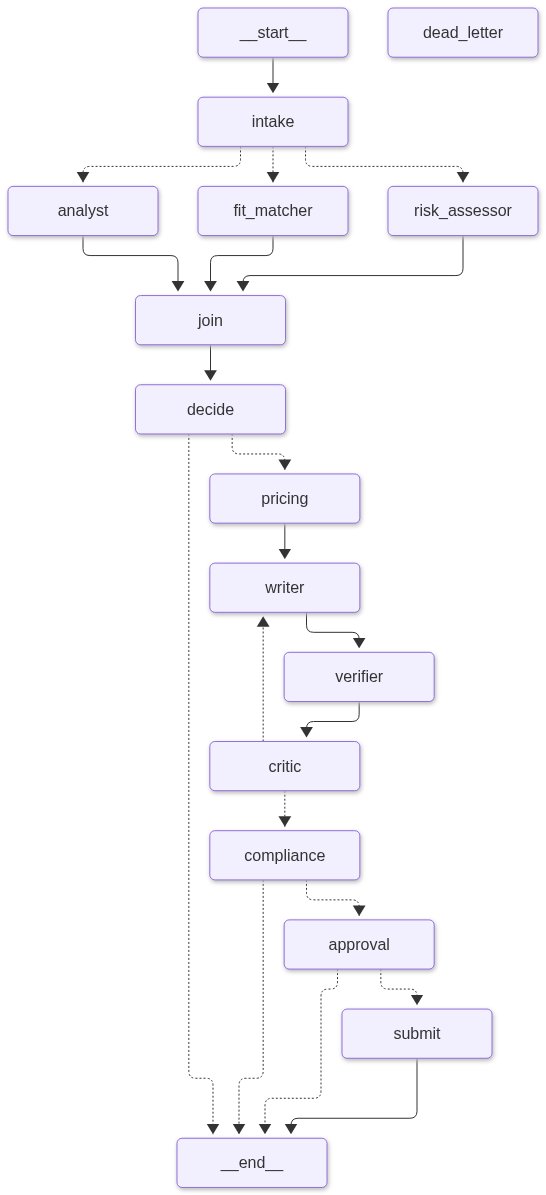 __start__
dead_letter
intake
analyst
fit_matcher
risk_assessor
join
decide
pricing
writer
verifier
critic
compliance
approval
submit
__end__